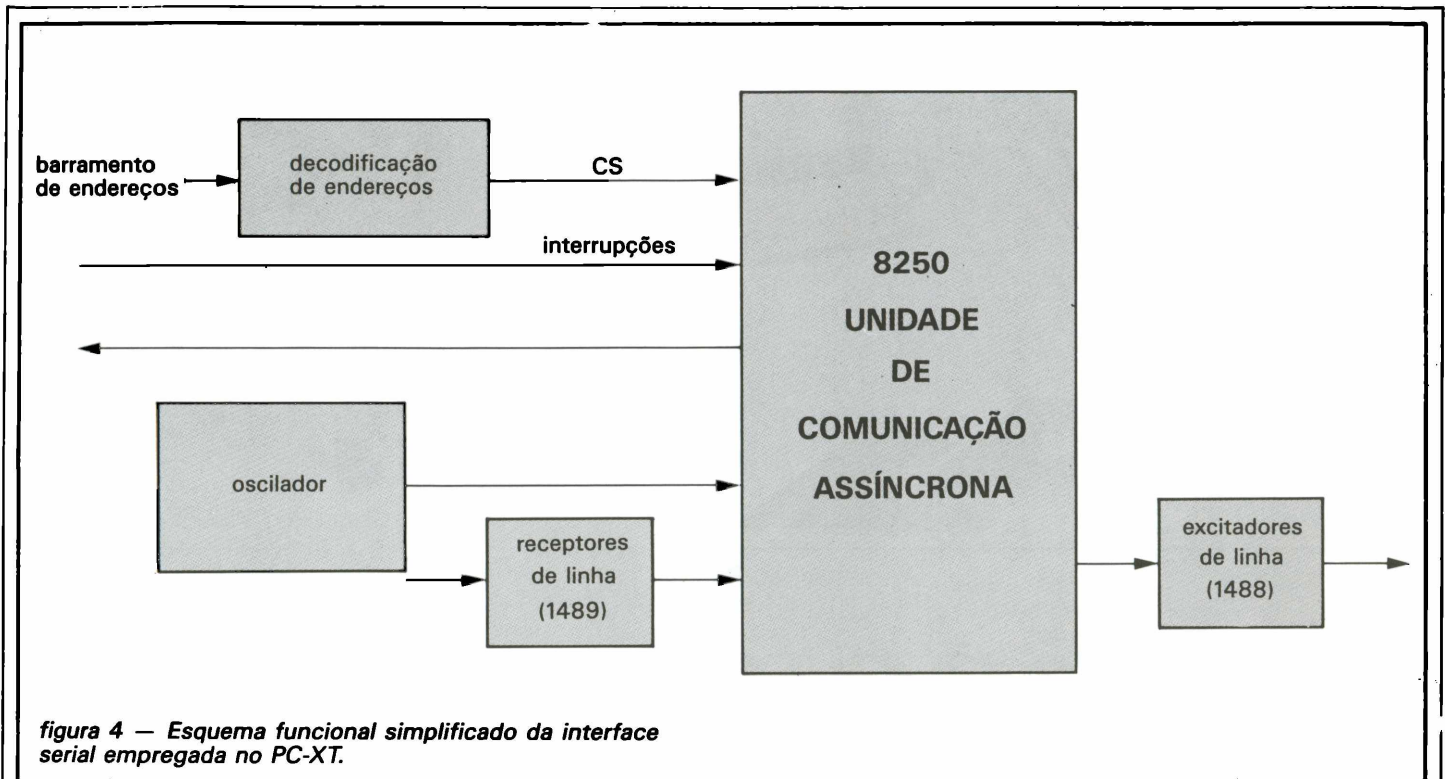 barramento
de endereços
decodificação
de endereços
CS
interrupções
8250
UNIDADE
DE
COMUNICAÇÃO
ASSÍNCRONA
oscilador
receptores
de linha
(1489)
excitadores
de linha
(1488)
figura 4 — Esquema funcional simplificado da interface
serial empregada no PC-XT.